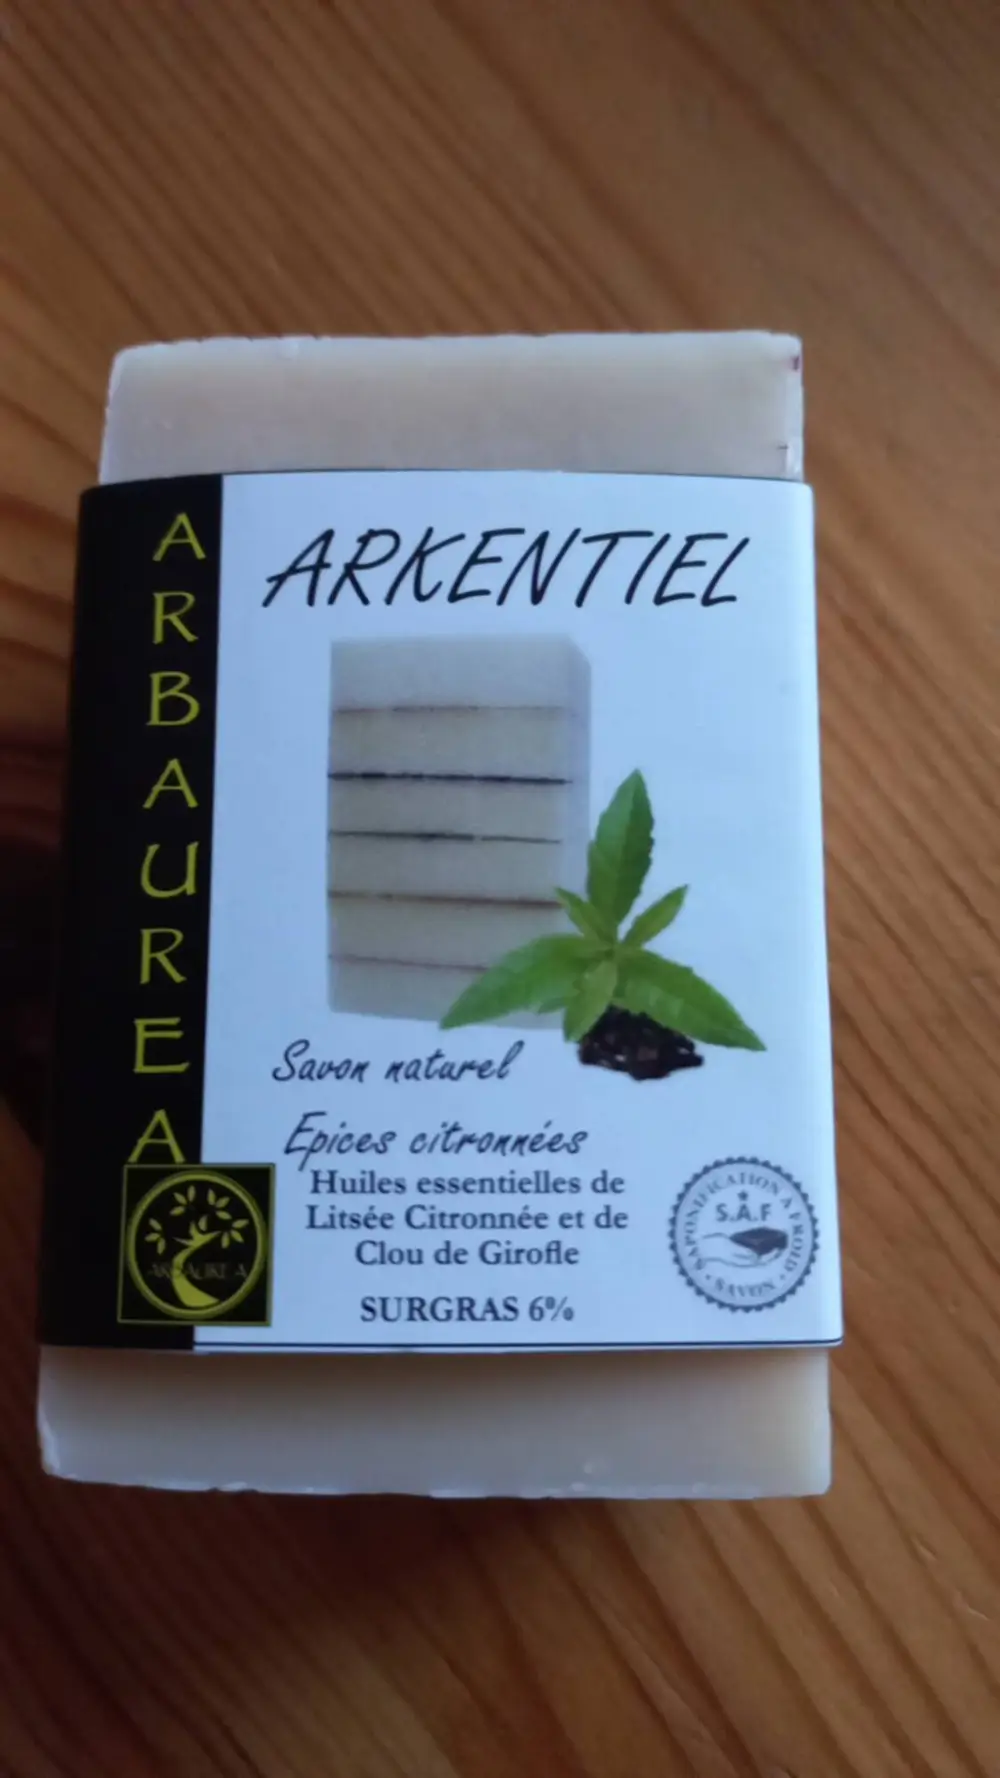 ARBAUREA
ARKENTIEL
Savon naturel
Epices citronnées
Huiles essentielles de
Litsée Citronnée et de
Clou de Girofle
SURGRAS 6%
ARBAUREA
SAPONIFICATION A FROID
S.A.F
• SAVON •